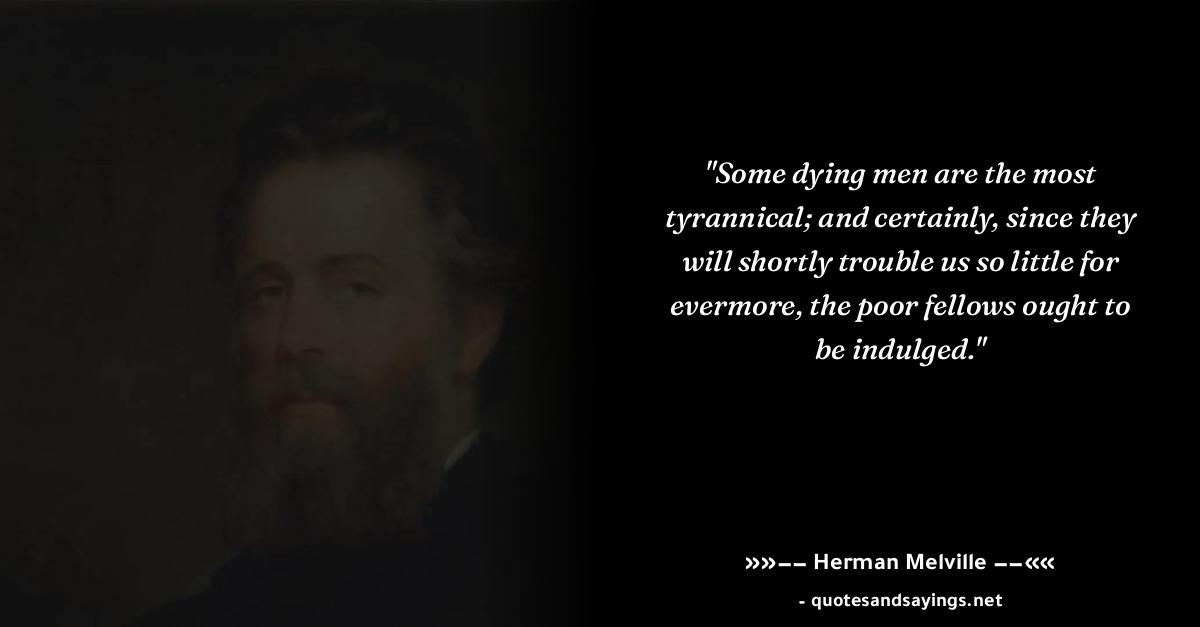 "Some dying men are the most
tyrannical; and certainly, since they
will shortly trouble us so little for
evermore, the poor fellows ought to
be indulged."
»»−− Herman Melville −−««
- quotesandsayings.net